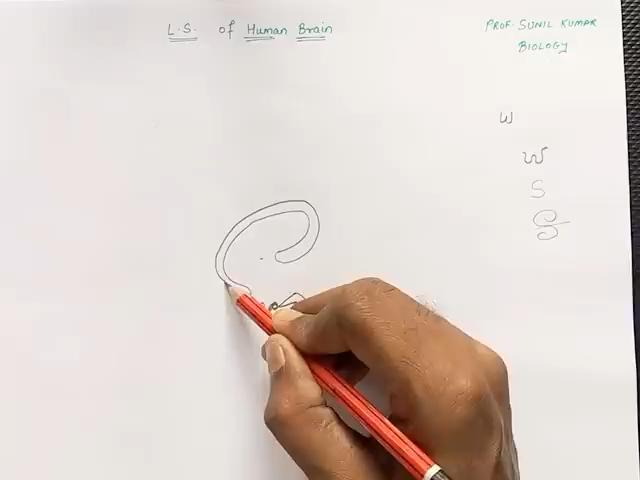 L.S. of Human Brain
PROF. SUNIL KUMAR
BIOLOGY
W
W
S
S